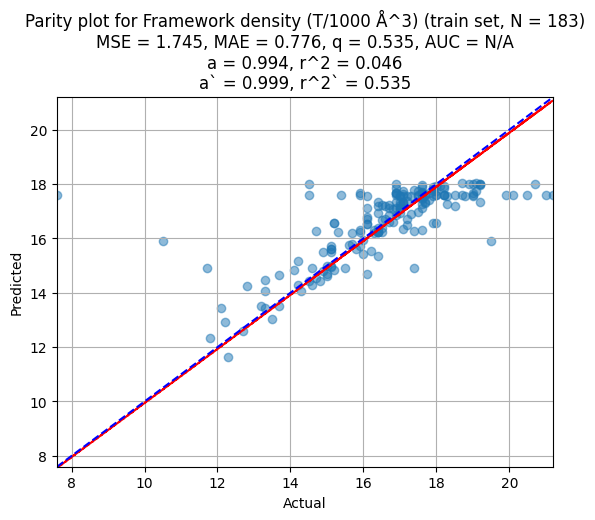 Parity plot for Framework density (T/1000 Å^3) (train set, N = 183)
MSE = 1.745, MAE = 0.776, q = 0.535, AUC = N/A
a = 0.994, r^2 = 0.046
a` = 0.999, r^2` = 0.535
20
18
16
14
12
10
8
Predicted
8 10 12 14 16 18 20
Actual